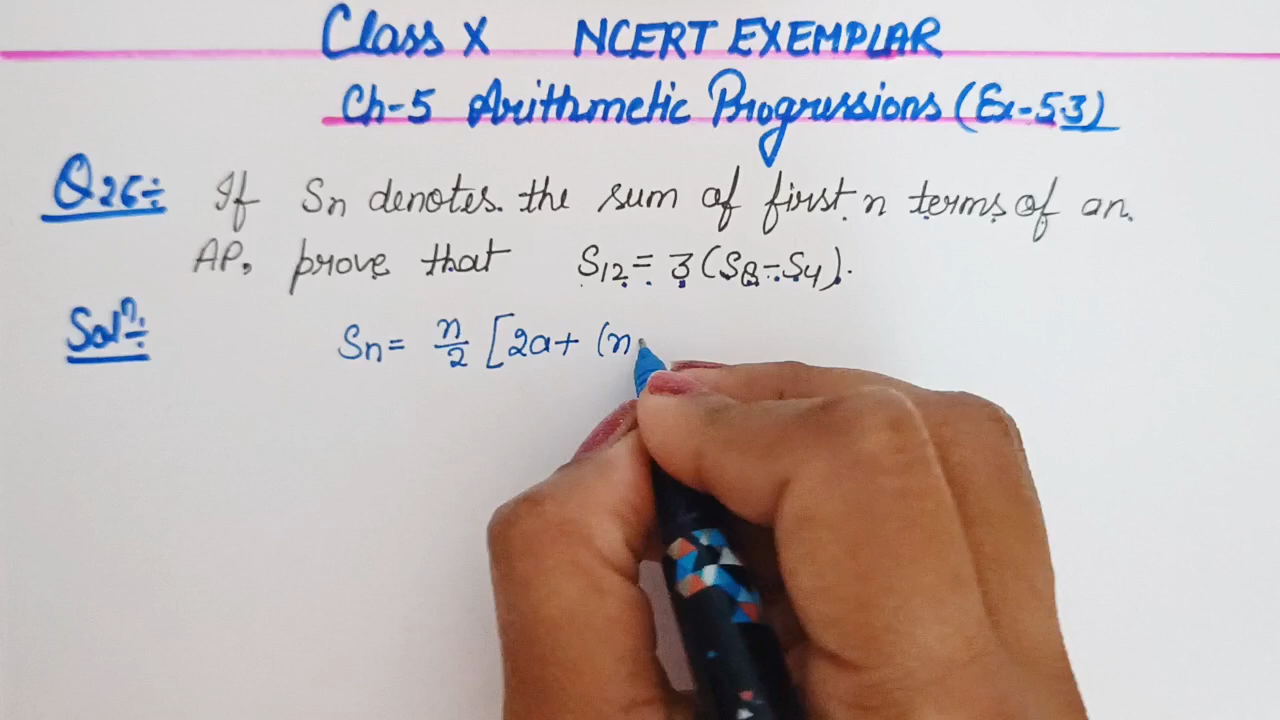 Class X NCERT EXEMPLAR
Ch-5 Arithmetic Progressions (Ex-5.3)
Q26÷ If Sn denotes the sum of first n terms of an
AP, prove that S12 = 3(S8-S4).
Solⁿ÷ Sn = n/2 [2a+ (n